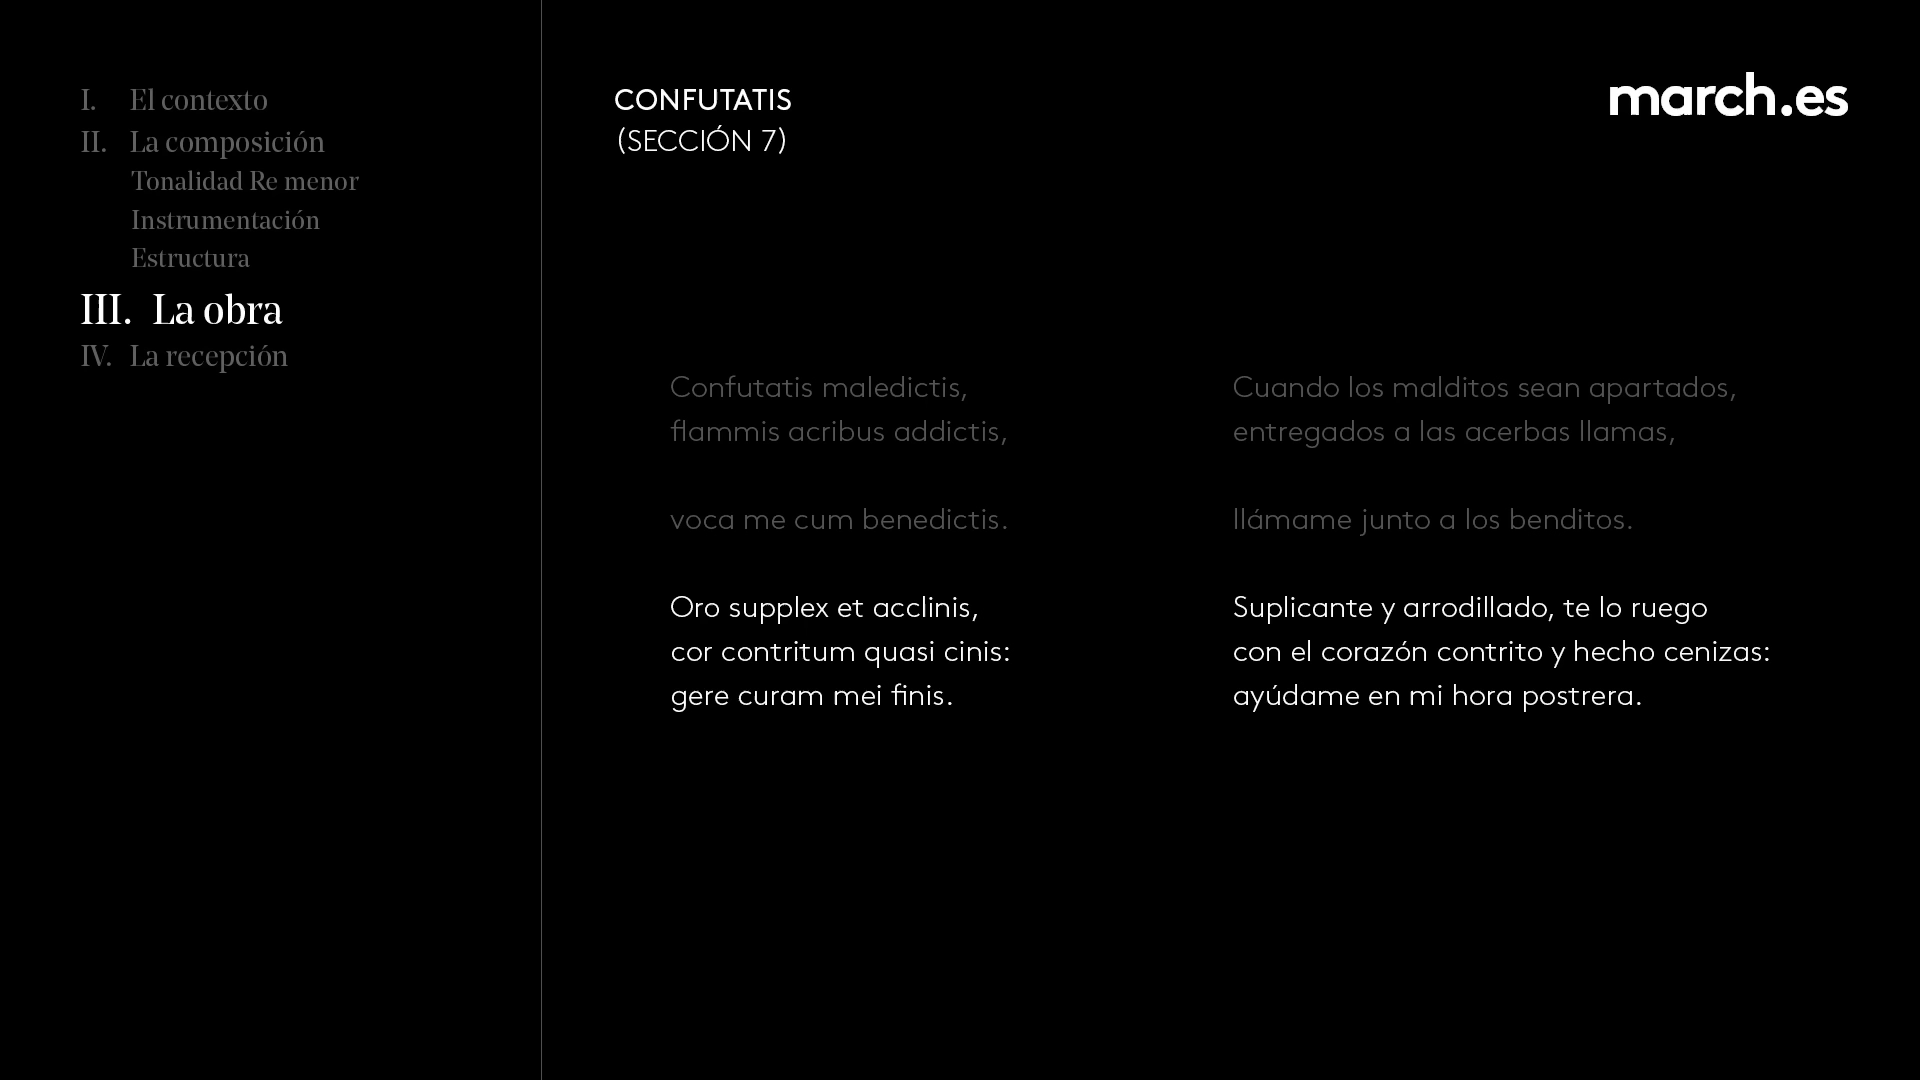 I. El contexto
II. La composición
Tonalidad Re menor
Instrumentación
Estructura
III. La obra
IV. La recepción
CONFUTATIS
(SECCIÓN 7)
march.es
Confutatis maledictis,
flammis acribus addictis,
voca me cum benedictis.
Oro supplex et acclinis,
cor contritum quasi cinis:
gere curam mei finis.
Cuando los malditos sean apartados,
entregados a las acerbas llamas,
llámame junto a los benditos.
Suplicante y arrodillado, te lo ruego
con el corazón contrito y hecho cenizas:
ayúdame en mi hora postrera.